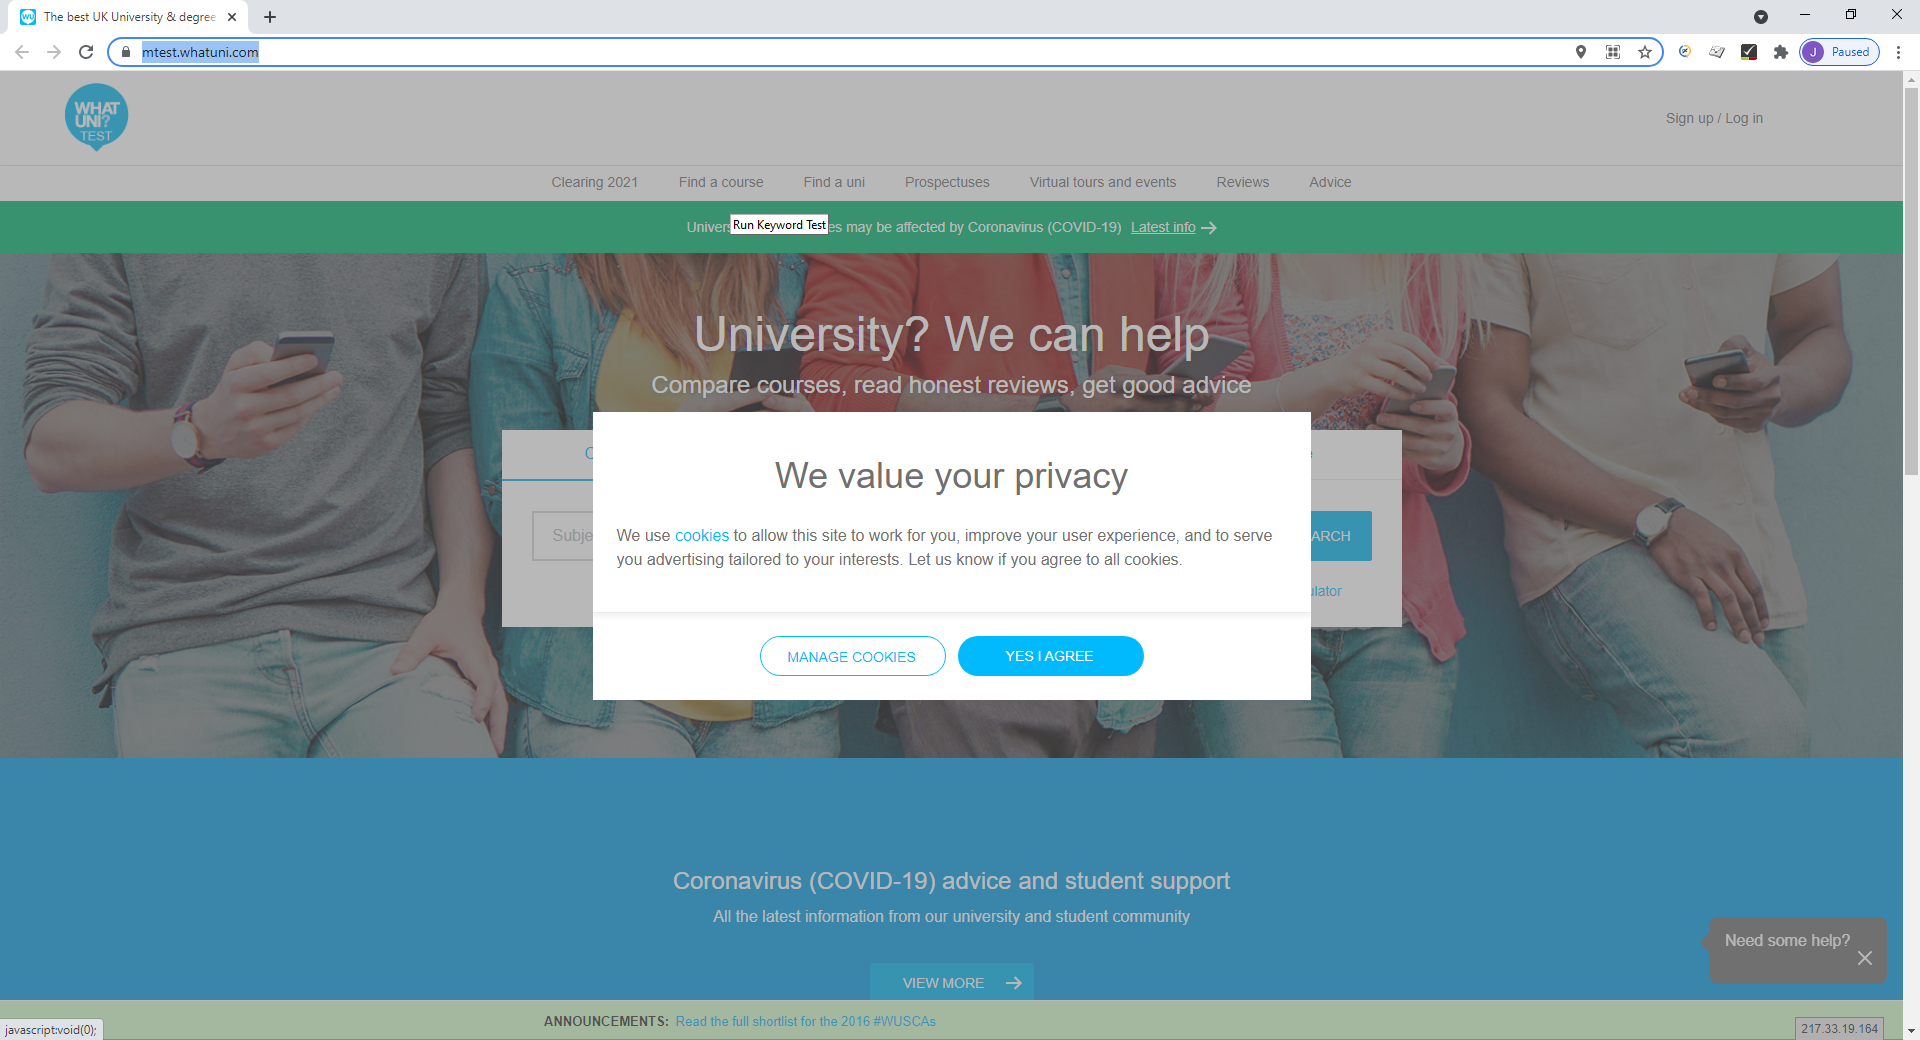 The best UK University & degree
mtest.whatuni.com
J Paused
WHAT
UNI?
TEST
Sign up / Log in
Clearing 2021 Find a course Find a uni Prospectuses Virtual tours and events Reviews Advice
Run Keyword Test
may be affected by Coronavirus (COVID-19) Latest info
University? We can help
Compare courses, read honest reviews, get good advice
We value your privacy
We use cookies to allow this site to work for you, improve your user experience, and to serve
you advertising tailored to your interests. Let us know if you agree to all cookies.
MANAGE COOKIES YES I AGREE
Coronavirus (COVID-19) advice and student support
All the latest information from our university and student community
Need some help?
VIEW MORE
ANNOUNCEMENTS: Read the full shortlist for the 2016 #WUSCAs
javascript:void(0);
217.33.19.164